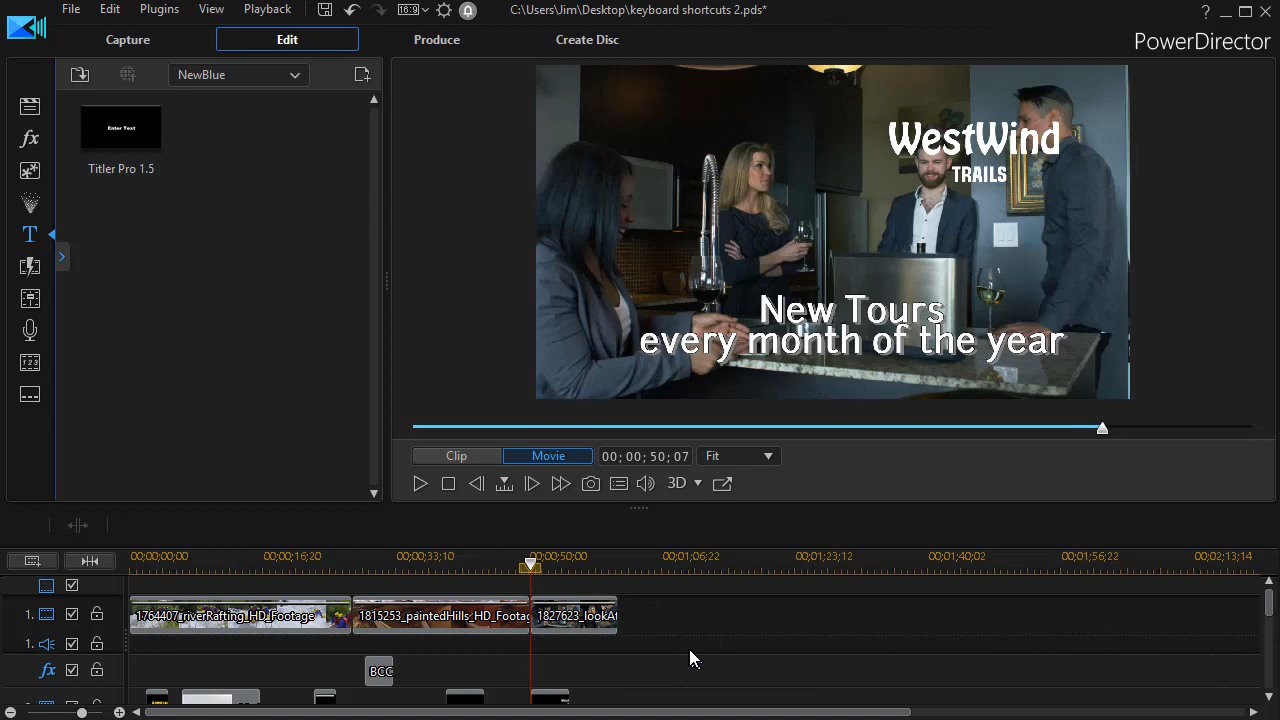 File Edit Plugins View Playback 16:9 C:\Users\Jim\Desktop\keyboard shortcuts 2.pds* ?
Capture Edit Produce Create Disc PowerDirector
NewBlue
Enter Text
Titler Pro 1.5
fx
T
WestWind
TRAILS
New Tours
every month of the year
Clip Movie 00; 00; 50; 07 Fit
3D
00;00;00;00 00;00;16;20 00;00;33;10 00;00;50;00 00;01;06;22 00;01;23;12 00;01;40;02 00;01;56;22 00;02;13;14
1. 1764407_riverRafting_HD_Footage 1815253_paintedHills_HD_Footag 1827623_lookAt
1.
fx BCC